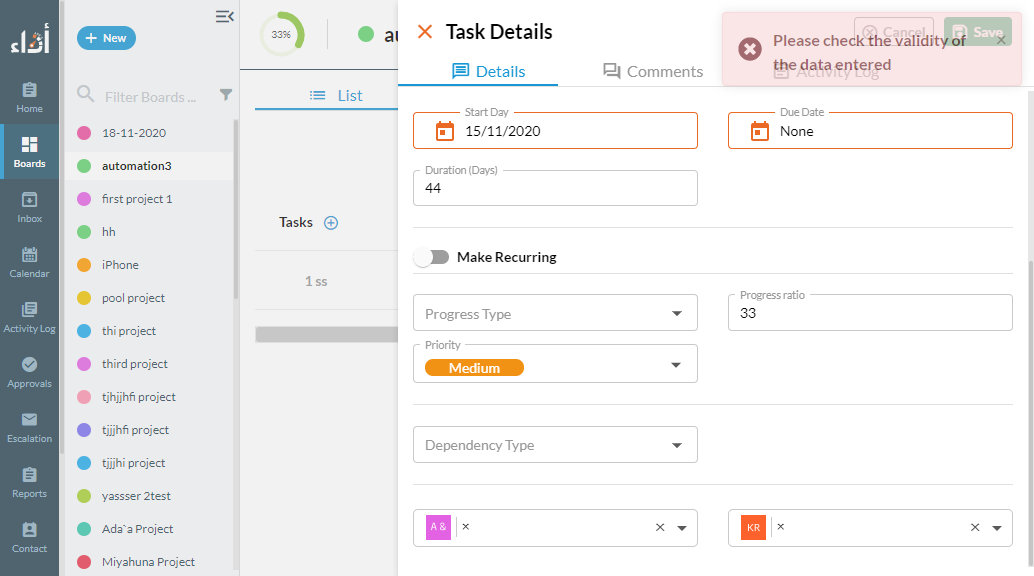 أداء
Home
Boards
Inbox
Calendar
Activity Log
Approvals
Escalation
Reports
Contact
+ New
Filter Boards ...
18-11-2020
automation3
first project 1
hh
iPhone
pool project
thi project
third project
tjhjjhfi project
tjjjhfi project
tjjjhi project
yassser 2test
Ada`a Project
Miyahuna Project
33%
au
List
Tasks
1 ss
Task Details
Cancel
Save
Please check the validity of
the data entered
Details
Comments
Activity Log
Start Day
15/11/2020
Due Date
None
Duration (Days)
44
Make Recurring
Progress Type
Progress ratio
33
Priority
Medium
Dependency Type
A &
KR